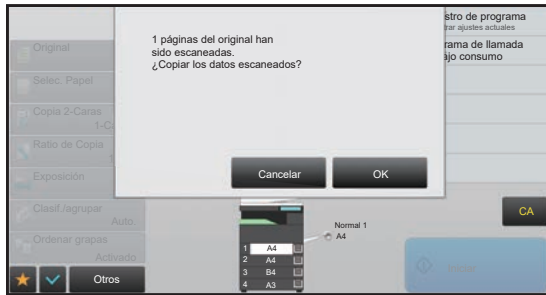 1 páginas del original han
sido escaneadas.
¿Copiar los datos escaneados?
Cancelar
OK
stro de programa
trar ajustes actuales
rama de llamada
ajo consumo
Original
Selec. Papel
Copia 2-Caras
1-C
Ratio de Copia
Exposición
Clasif./agrupar
Auto
Ordenar grapas
Activado
Otros
Normal 1
A4
1 A4
2 A4
3 B4
4 A3
CA
Iniciar